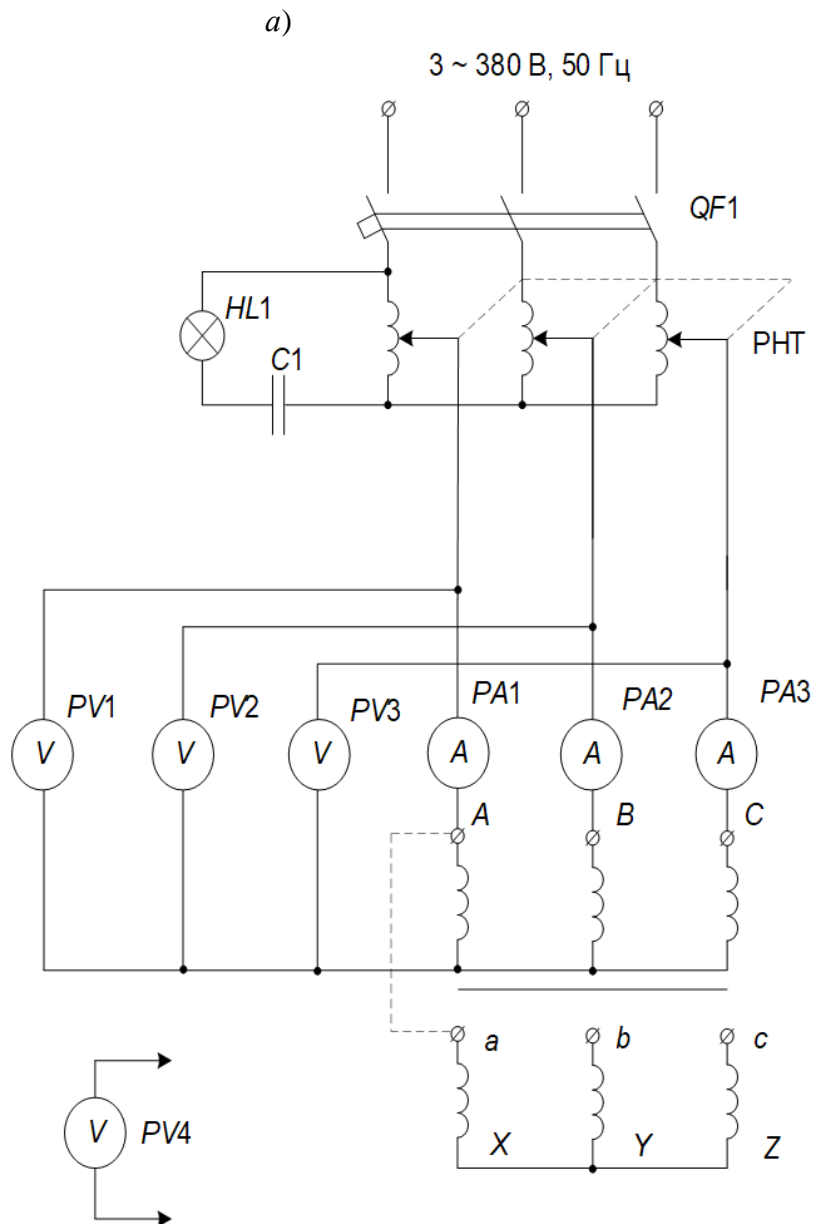 а)
3 ~ 380 В, 50 Гц
QF1
HL1
C1
РНТ
PV1 PV2 PV3 PA1 PA2 PA3
V V V A A A
A B C
a b c
V PV4 X Y Z